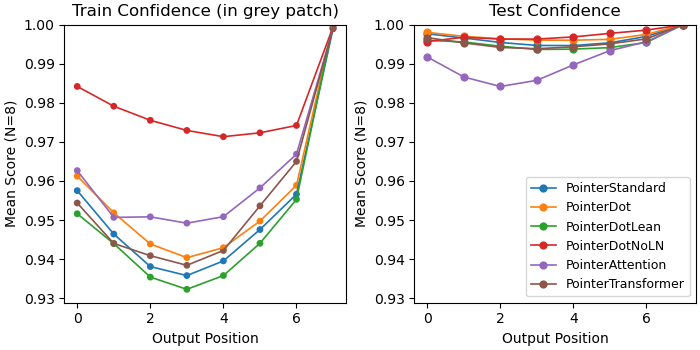 Train Confidence (in grey patch)
Mean Score (N=8)
1.00
0.99
0.98
0.97
0.96
0.95
0.94
0.93
0
2
4
6
Output Position
Test Confidence
Mean Score (N=8)
1.00
0.99
0.98
0.97
0.96
0.95
0.94
0.93
PointerStandard
PointerDot
PointerDotLean
PointerDotNoLN
PointerAttention
PointerTransformer
0
2
4
6
Output Position